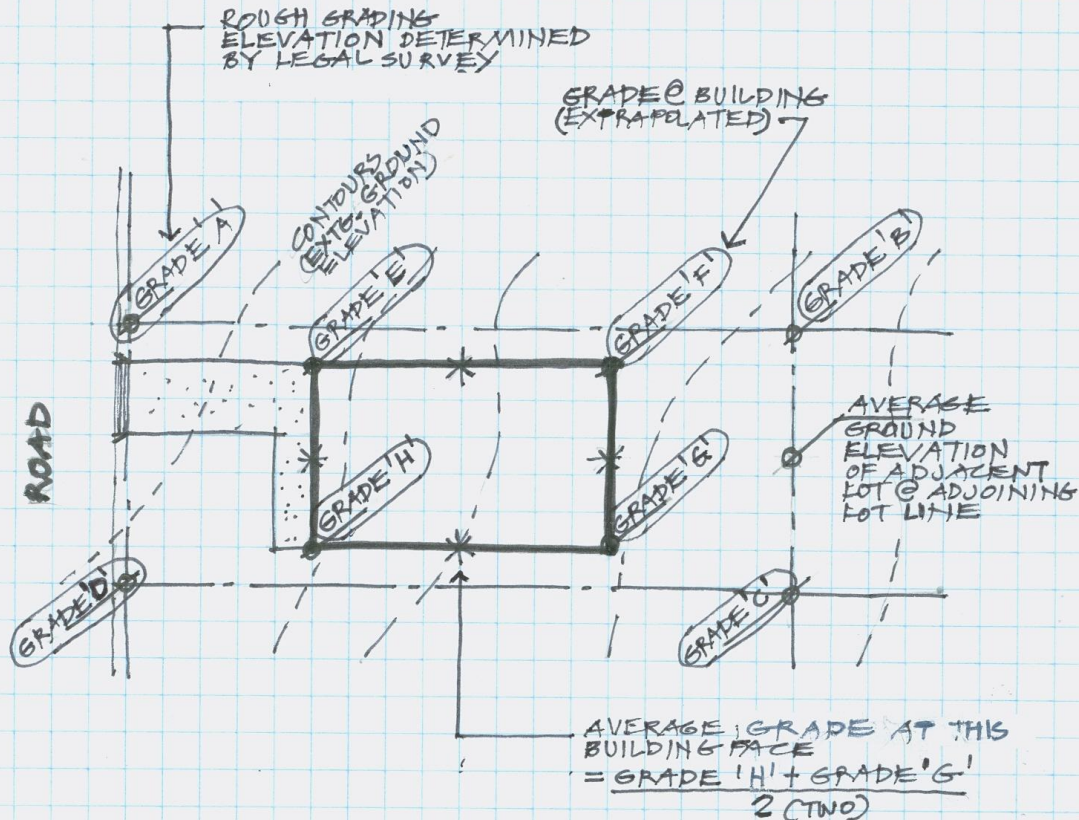 ROUGH GRADING
ELEVATION DETERMINED
BY LEGAL SURVEY
GRADE @ BUILDING
(EXTRAPOLATED)
CONTOURS
(EXTG. GROUND
ELEVATION)
GRADE 'A'
GRADE 'E'
GRADE 'F'
GRADE 'B'
ROAD
GRADE 'H'
GRADE 'G'
AVERAGE
GROUND
ELEVATION
OF ADJACENT
LOT @ ADJOINING
LOT LINE
GRADE 'D'
GRADE 'C'
AVERAGE GRADE AT THIS
BUILDING FACE
= GRADE 'H' + GRADE 'G'
2 (TWO)